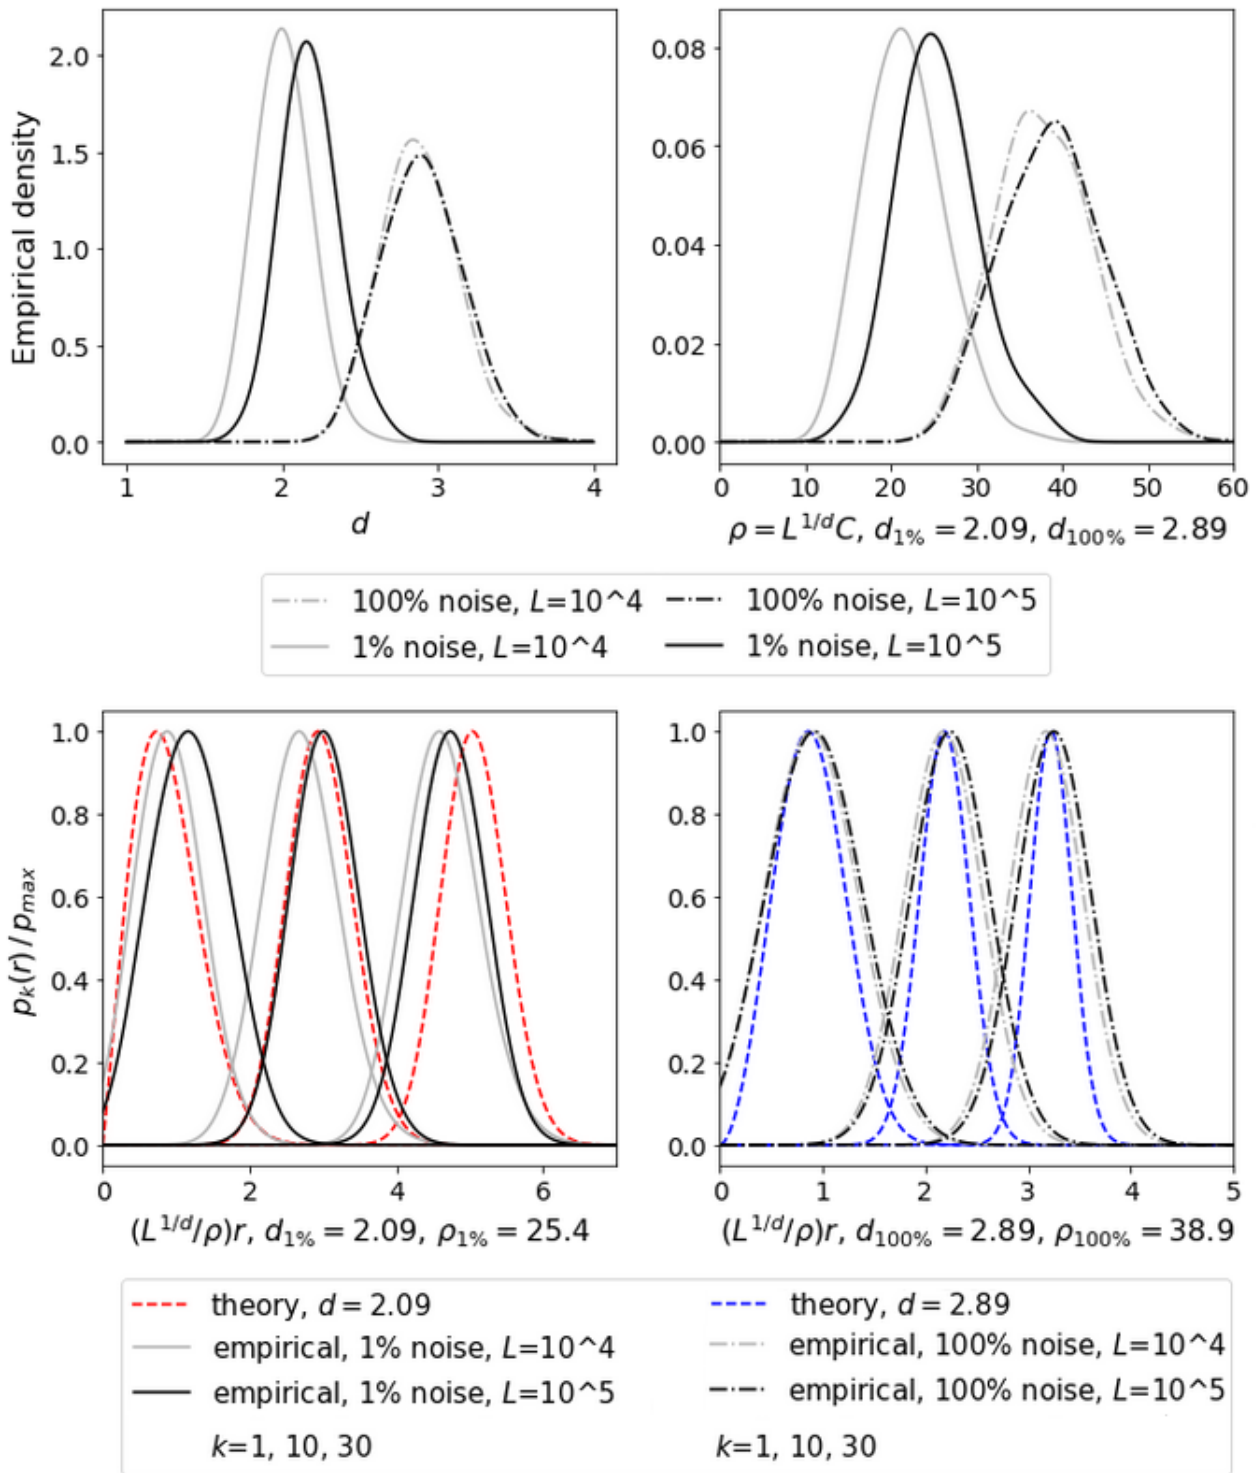 Empirical density
2.0
1.5
1.0
0.5
0.0
1 2 3 4
d
0.08
0.06
0.04
0.02
0.00
0 10 20 30 40 50 60
ρ = L^{1/d}C, d_{1%} = 2.09, d_{100%} = 2.89
100% noise, L=10^4 100% noise, L=10^5
1% noise, L=10^4 1% noise, L=10^5
p_k(r) / p_{max}
1.0
0.8
0.6
0.4
0.2
0.0
0 2 4 6
(L^{1/d}/ρ)r, d_{1%} = 2.09, ρ_{1%} = 25.4
1.0
0.8
0.6
0.4
0.2
0.0
0 1 2 3 4 5
(L^{1/d}/ρ)r, d_{100%} = 2.89, ρ_{100%} = 38.9
theory, d = 2.09 theory, d = 2.89
empirical, 1% noise, L=10^4 empirical, 100% noise, L=10^4
empirical, 1% noise, L=10^5 empirical, 100% noise, L=10^5
k=1, 10, 30 k=1, 10, 30